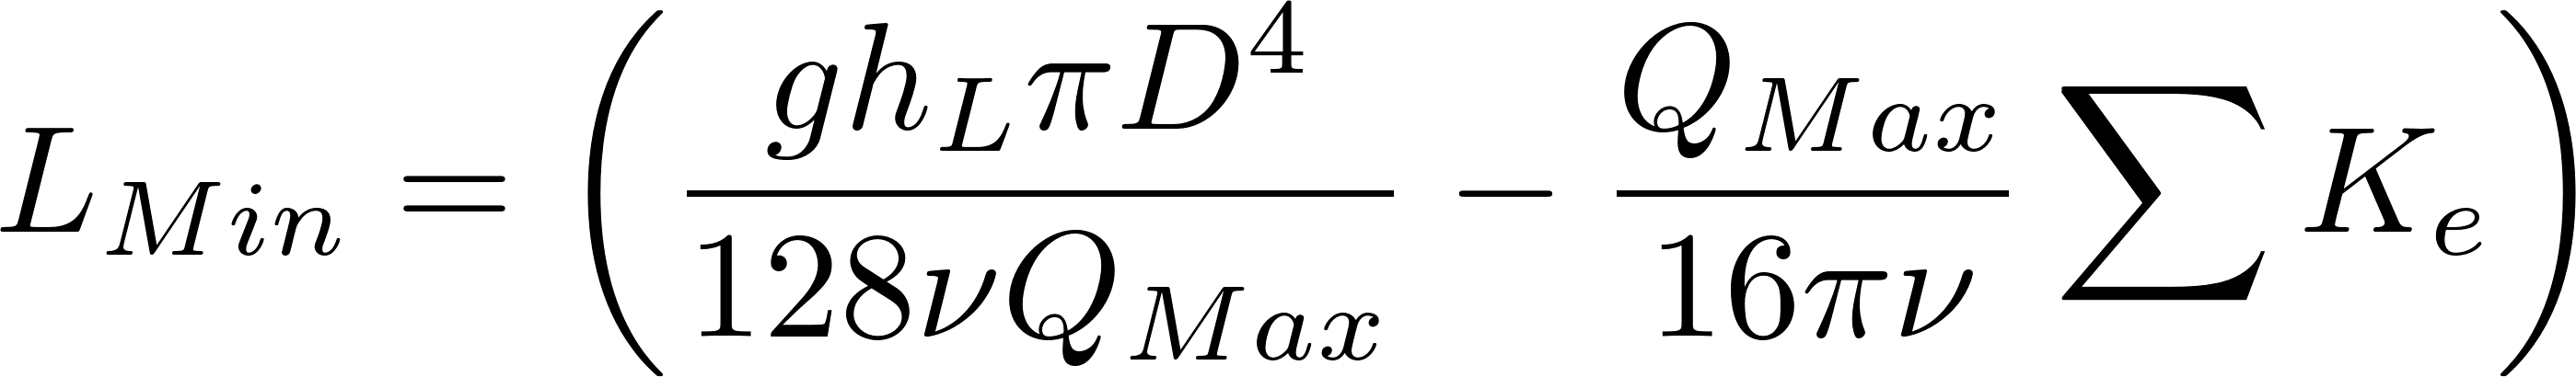 L_{Min} = \left( \frac{g h_L \pi D^4}{128 \nu Q_{Max}} - \frac{Q_{Max}}{16 \pi \nu} \sum K_e \right)